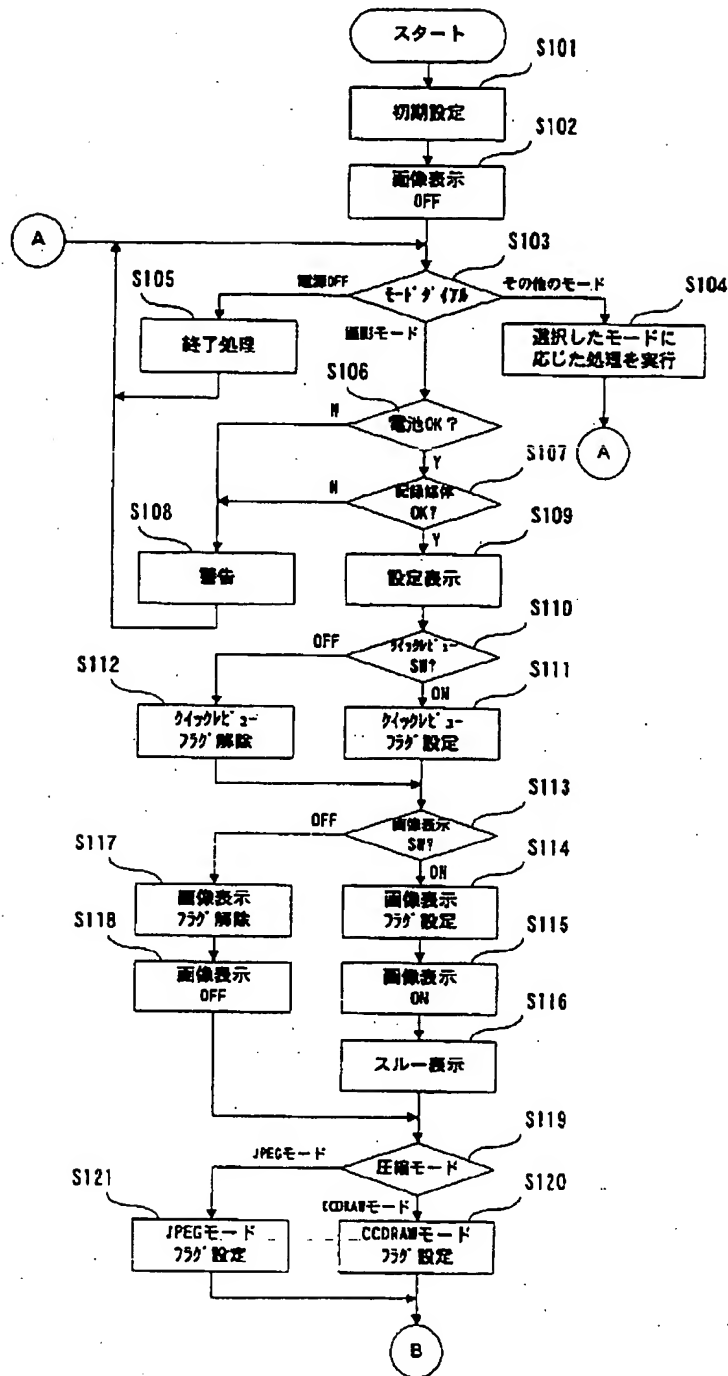 スタート
S101
初期設定
S102
画像表示
OFF
A
S103
モードダイアル
電源OFF
その他のモード
撮影モード
S105
終了処理
S104
選択したモードに
応じた処理を実行
A
S106
電池OK?
N
Y
S107
記録媒体
OK?
N
Y
S108
警告
S109
設定表示
S110
クイックレビュー
SW?
OFF
ON
S112
クイックレビュー
フラグ解除
S111
クイックレビュー
フラグ設定
S113
画像表示
SW?
OFF
ON
S117
画像表示
フラグ解除
S114
画像表示
フラグ設定
S118
画像表示
OFF
S115
画像表示
ON
S116
スルー表示
S119
圧縮モード
JPEGモード
CCDRAWモード
S121
JPEGモード
フラグ設定
S120
CCDRAWモード
フラグ設定
B